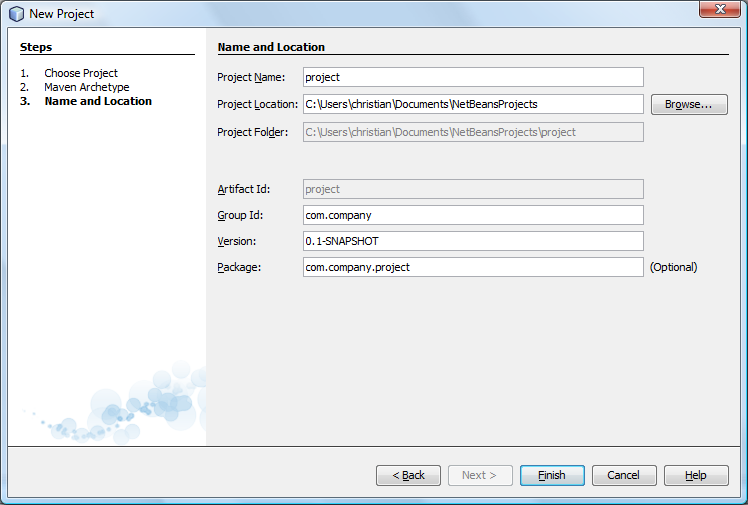 New Project
Steps
1. Choose Project
2. Maven Archetype
3. Name and Location
Name and Location
Project Name: project
Project Location: C:\Users\christian\Documents\NetBeansProjects Browse...
Project Folder: C:\Users\christian\Documents\NetBeansProjects\project
Artifact Id: project
Group Id: com.company
Version: 0.1-SNAPSHOT
Package: com.company.project (Optional)
< Back Next > Finish Cancel Help